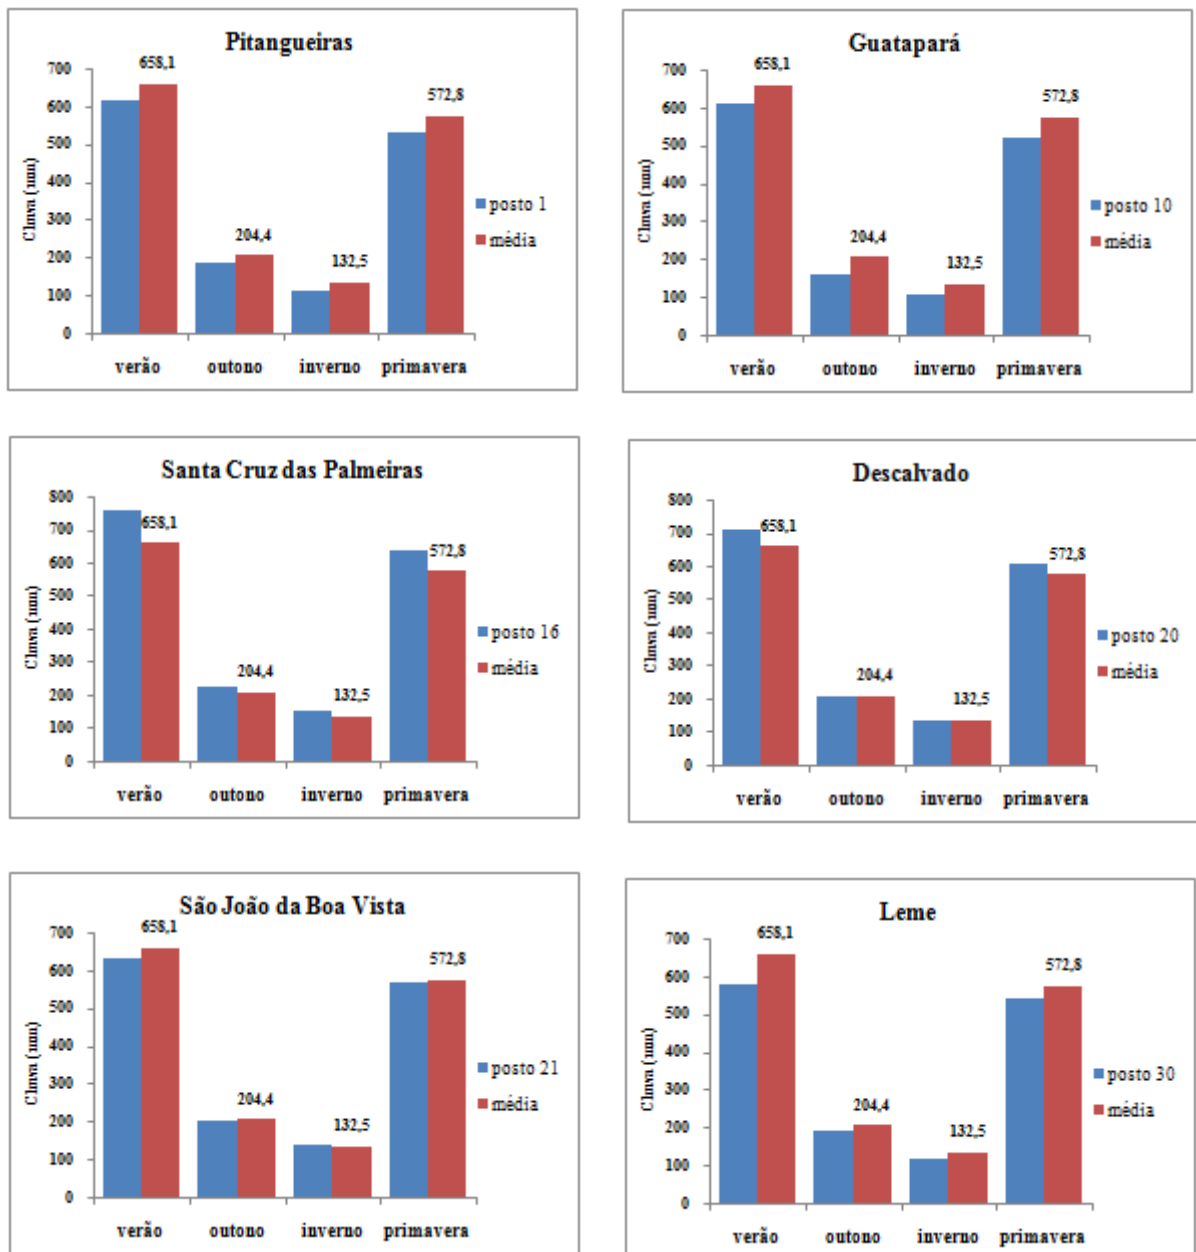 Pitangueiras
Chuva (mm)
700
600
500
400
300
200
100
0
658,1
204,4
132,5
572,8
verão outono inverno primavera
posto 1
média
Guatapará
Chuva (mm)
700
600
500
400
300
200
100
0
658,1
204,4
132,5
572,8
verão outono inverno primavera
posto 10
média
Santa Cruz das Palmeiras
Chuva (mm)
800
700
600
500
400
300
200
100
0
658,1
204,4
132,5
572,8
verão outono inverno primavera
posto 16
média
Descalvado
Chuva (mm)
800
700
600
500
400
300
200
100
0
658,1
204,4
132,5
572,8
verão outono inverno primavera
posto 20
média
São João da Boa Vista
Chuva (mm)
700
600
500
400
300
200
100
0
658,1
204,4
132,5
572,8
verão outono inverno primavera
posto 21
média
Leme
Chuva (mm)
700
600
500
400
300
200
100
0
658,1
204,4
132,5
572,8
verão outono inverno primavera
posto 30
média